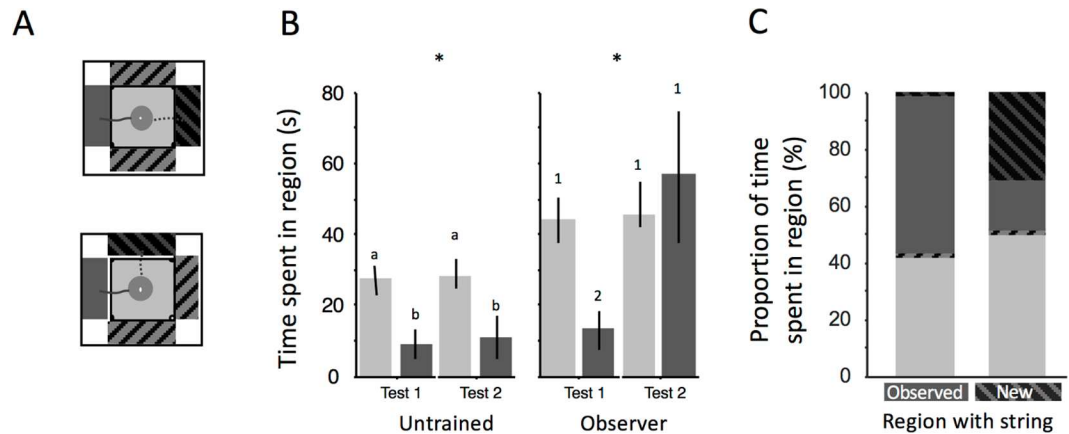 A
B
C
* *
Time spent in region (s)
80
60
40
20
0
a
b
a
b
1
2
1
1
Test 1 Test 2 Test 1 Test 2
Untrained Observer
Proportion of time
spent in region (%)
100
80
60
40
20
0
Observed New
Region with string